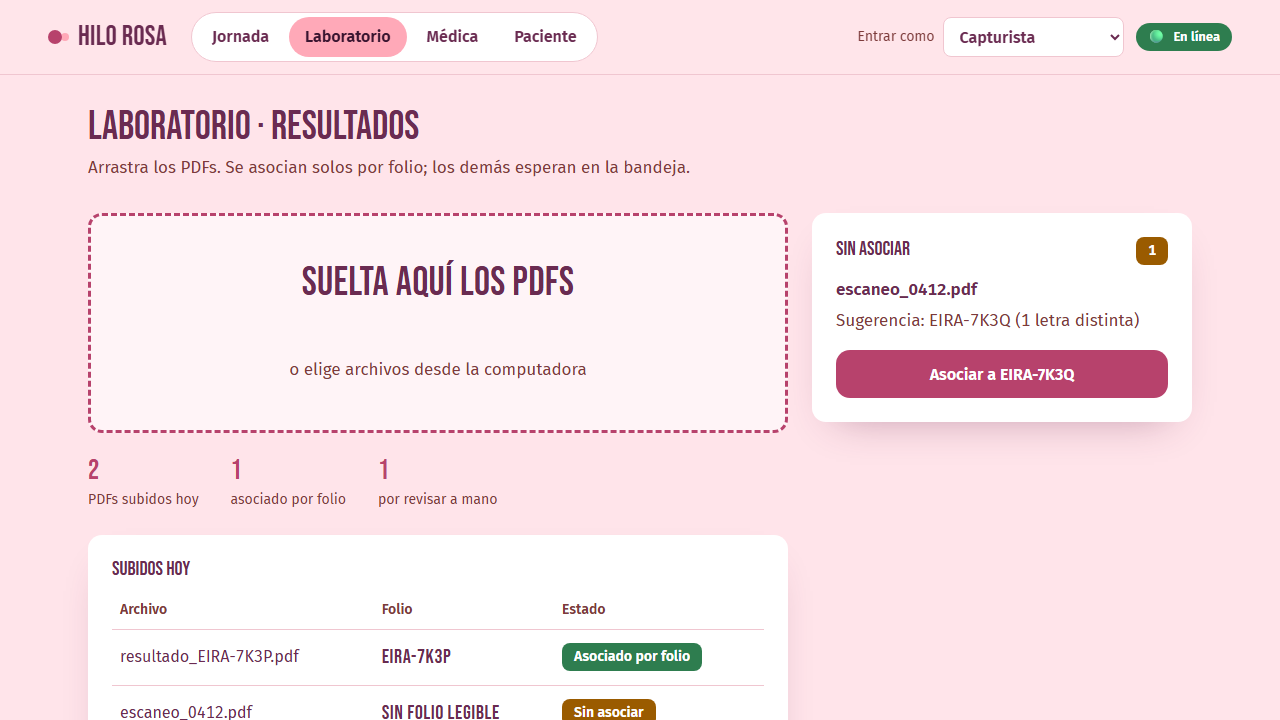 HILO ROSA
Jornada
Laboratorio
Médica
Paciente
Entrar como
Capturista
En línea
LABORATORIO · RESULTADOS
Arrastra los PDFs. Se asocian solos por folio; los demás esperan en la bandeja.
SUELTA AQUÍ LOS PDFS
o elige archivos desde la computadora
SIN ASOCIAR
1
escaneo_0412.pdf
Sugerencia: EIRA-7K3Q (1 letra distinta)
Asociar a EIRA-7K3Q
2
PDFs subidos hoy
1
asociado por folio
1
por revisar a mano
SUBIDOS HOY
Archivo Folio Estado
resultado_EIRA-7K3P.pdf EIRA-7K3P Asociado por folio
escaneo_0412.pdf SIN FOLIO LEGIBLE Sin asociar